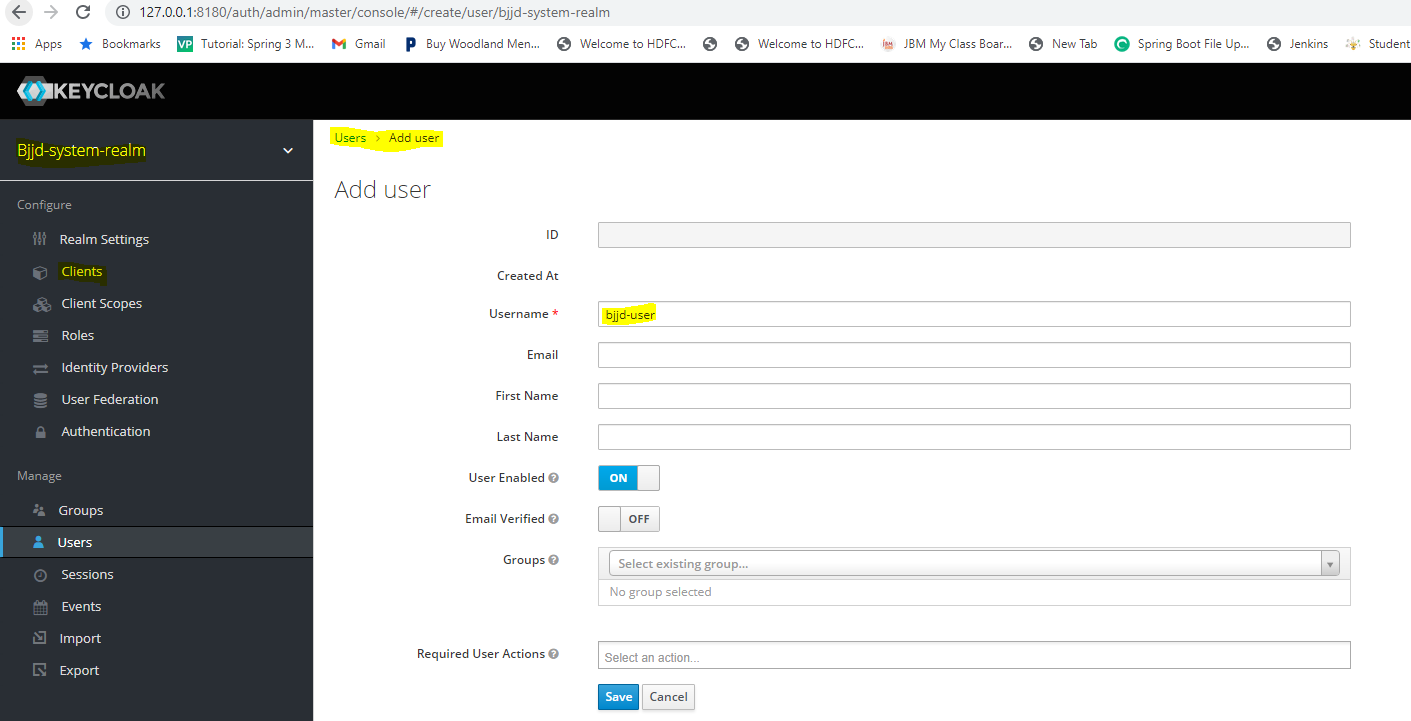 127.0.0.1:8180/auth/admin/master/console/#/create/user/bjjd-system-realm
Apps Bookmarks VP Tutorial: Spring 3 M... Gmail P Buy Woodland Men... Welcome to HDFC... Welcome to HDFC... JBM My Class Boar... New Tab Spring Boot File Up... Jenkins Student
KEYCLOAK
Bjjd-system-realm
Configure
Realm Settings
Clients
Client Scopes
Roles
Identity Providers
User Federation
Authentication
Manage
Groups
Users
Sessions
Events
Import
Export
Users > Add user
Add user
ID
Created At
Username * bjjd-user
Email
First Name
Last Name
User Enabled ON
Email Verified OFF
Groups Select existing group...
No group selected
Required User Actions Select an action...
Save Cancel